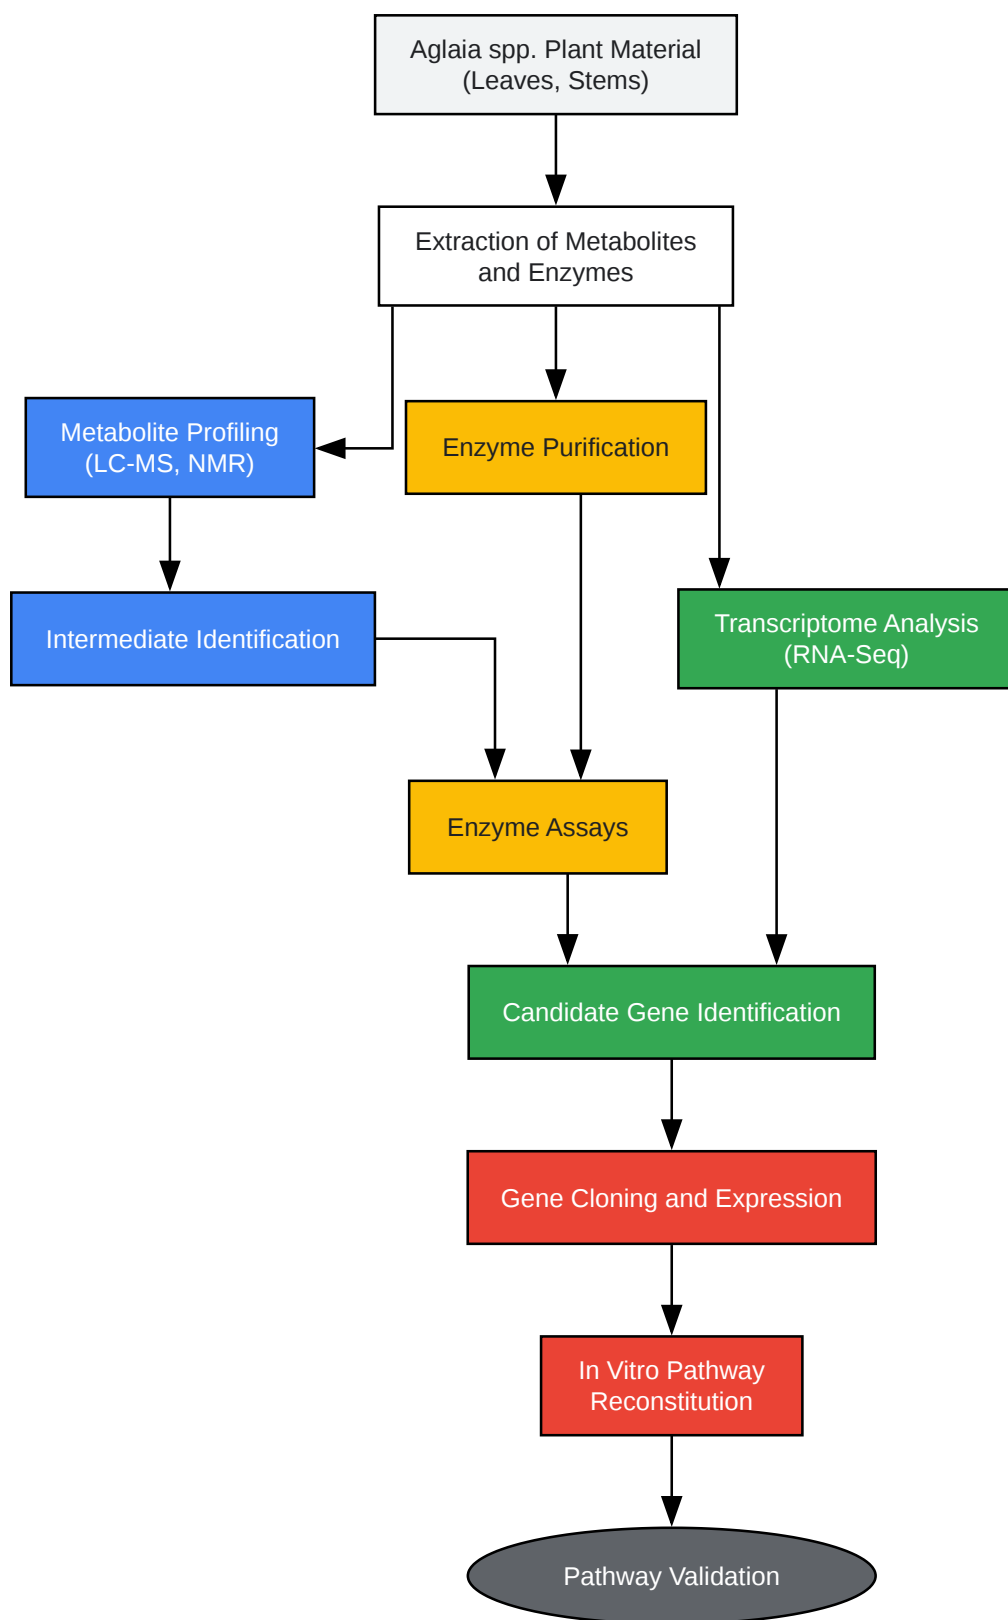 Aglaia spp. Plant Material
(Leaves, Stems)
Extraction of Metabolites
and Enzymes
Metabolite Profiling
(LC-MS, NMR)
Enzyme Purification
Intermediate Identification
Transcriptome Analysis
(RNA-Seq)
Enzyme Assays
Candidate Gene Identification
Gene Cloning and Expression
In Vitro Pathway
Reconstitution
Pathway Validation